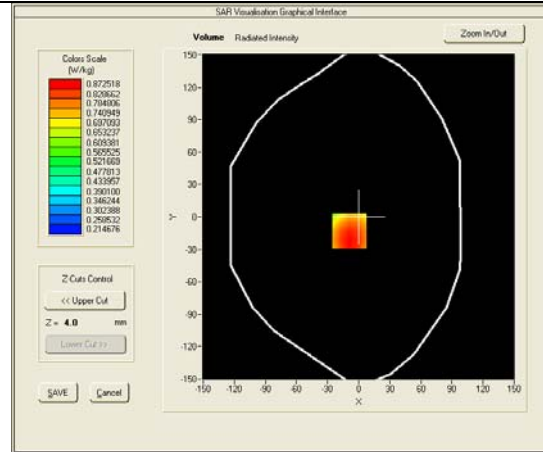 SAR Visualisation Graphical Interface
Volume Radiated Intensity
Zoom In/Out
Colors Scale
(W/kg)
0.872518
0.828662
0.784806
0.740949
0.697093
0.653237
0.609381
0.565525
0.521669
0.477813
0.433957
0.390100
0.346244
0.302388
0.258532
0.214676
Z Cuts Control
<< Upper Cut
Z = 4.0 mm
Lower Cut >>
SAVE Cancel
Y
150
120
90
60
30
0
-30
-60
-90
-120
-150
-150 -120 -90 -60 -30 0 30 60 90 120 150
X